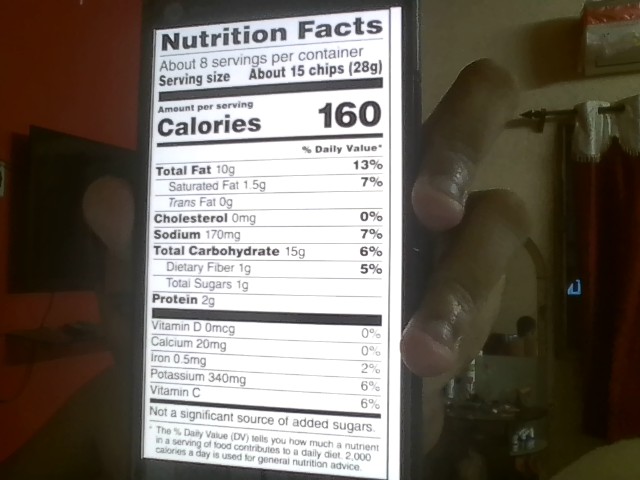 Nutrition Facts
About 8 servings per container
Serving size About 15 chips (28g)
Amount per serving
Calories 160
% Daily Value*
Total Fat 10g 13%
Saturated Fat 1.5g 7%
Trans Fat 0g
Cholesterol 0mg 0%
Sodium 170mg 7%
Total Carbohydrate 15g 6%
Dietary Fiber 1g 5%
Total Sugars 1g
Protein 2g
Vitamin D 0mcg 0%
Calcium 20mg 0%
Iron 0.5mg 2%
Potassium 340mg 6%
Vitamin C 6%
Not a significant source of added sugars.
* The % Daily Value (DV) tells you how much a nutrient
in a serving of food contributes to a daily diet. 2,000
calories a day is used for general nutrition advice.